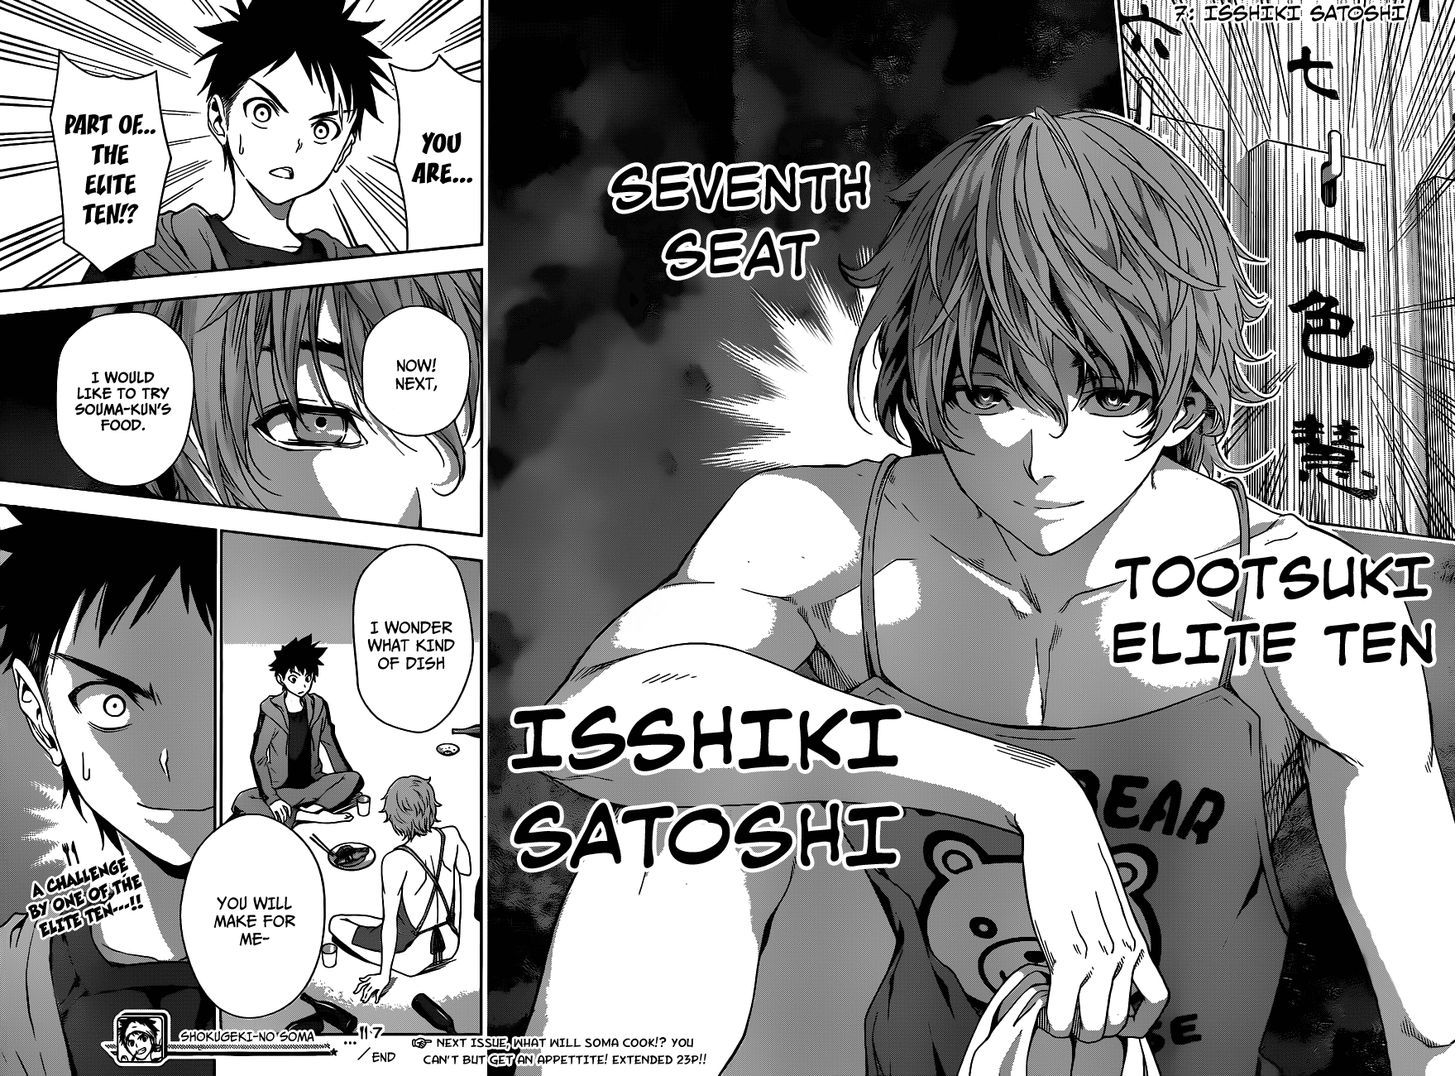 7: ISSHIKI SATOSHI
七
一
色
慧
SEVENTH
SEAT
TOOTSUKI
ELITE TEN
ISSHIKI
SATOSHI
BEAR
YOU
ARE...
PART OF...
THE
ELITE
TEN!?
NOW!
NEXT,
I WOULD
LIKE TO TRY
SOUMA-KUN'S
FOOD.
I WONDER
WHAT KIND
OF DISH
YOU WILL
MAKE FOR
ME~
A CHALLENGE
BY ONE OF THE
ELITE TEN---!!
SHOKUGEKI-NO SOMA
... 7
/ END
NEXT ISSUE, WHAT WILL SOMA COOK!? YOU
CAN'T BUT GET AN APPETTITE! EXTENDED 23P!!